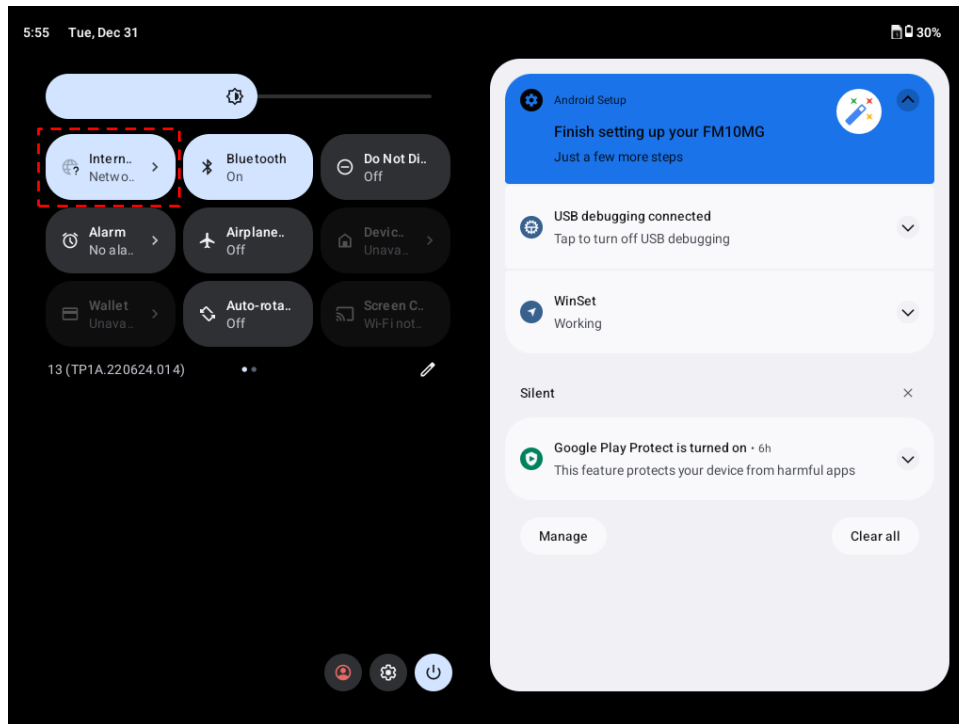 5:55 Tue, Dec 31
30%
Intern..
Netwo..
Bluetooth
On
Do Not Di..
Off
Alarm
No ala..
Airplane..
Off
Devic..
Unava..
Wallet
Unava..
Auto-rota..
Off
Screen C..
Wi-Fi not..
13 (TP1A.220624.014)
Android Setup
Finish setting up your FM10MG
Just a few more steps
USB debugging connected
Tap to turn off USB debugging
WinSet
Working
Silent
Google Play Protect is turned on • 6h
This feature protects your device from harmful apps
Manage
Clear all